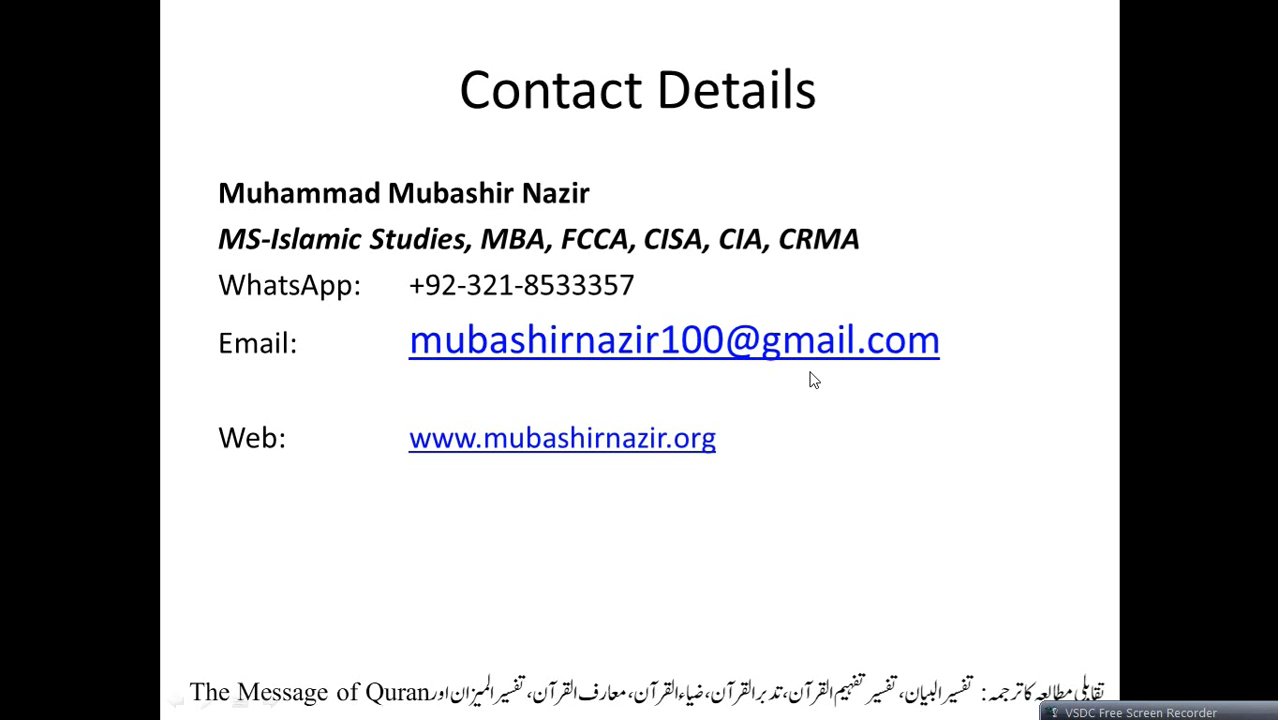 Contact Details
Muhammad Mubashir Nazir
MS-Islamic Studies, MBA, FCCA, CISA, CIA, CRMA
WhatsApp: +92-321-8533357
Email: mubashirnazir100@gmail.com
Web: www.mubashirnazir.org
تقابلی مطالعہ کا ترجمہ: تفسیر البیان، تفسیر تفہیم القرآن، تدبر القرآن، ضیاء القرآن، معارف القرآن، تفسیر المیزان اور The Message of Quran
VSDC Free Screen Recorder